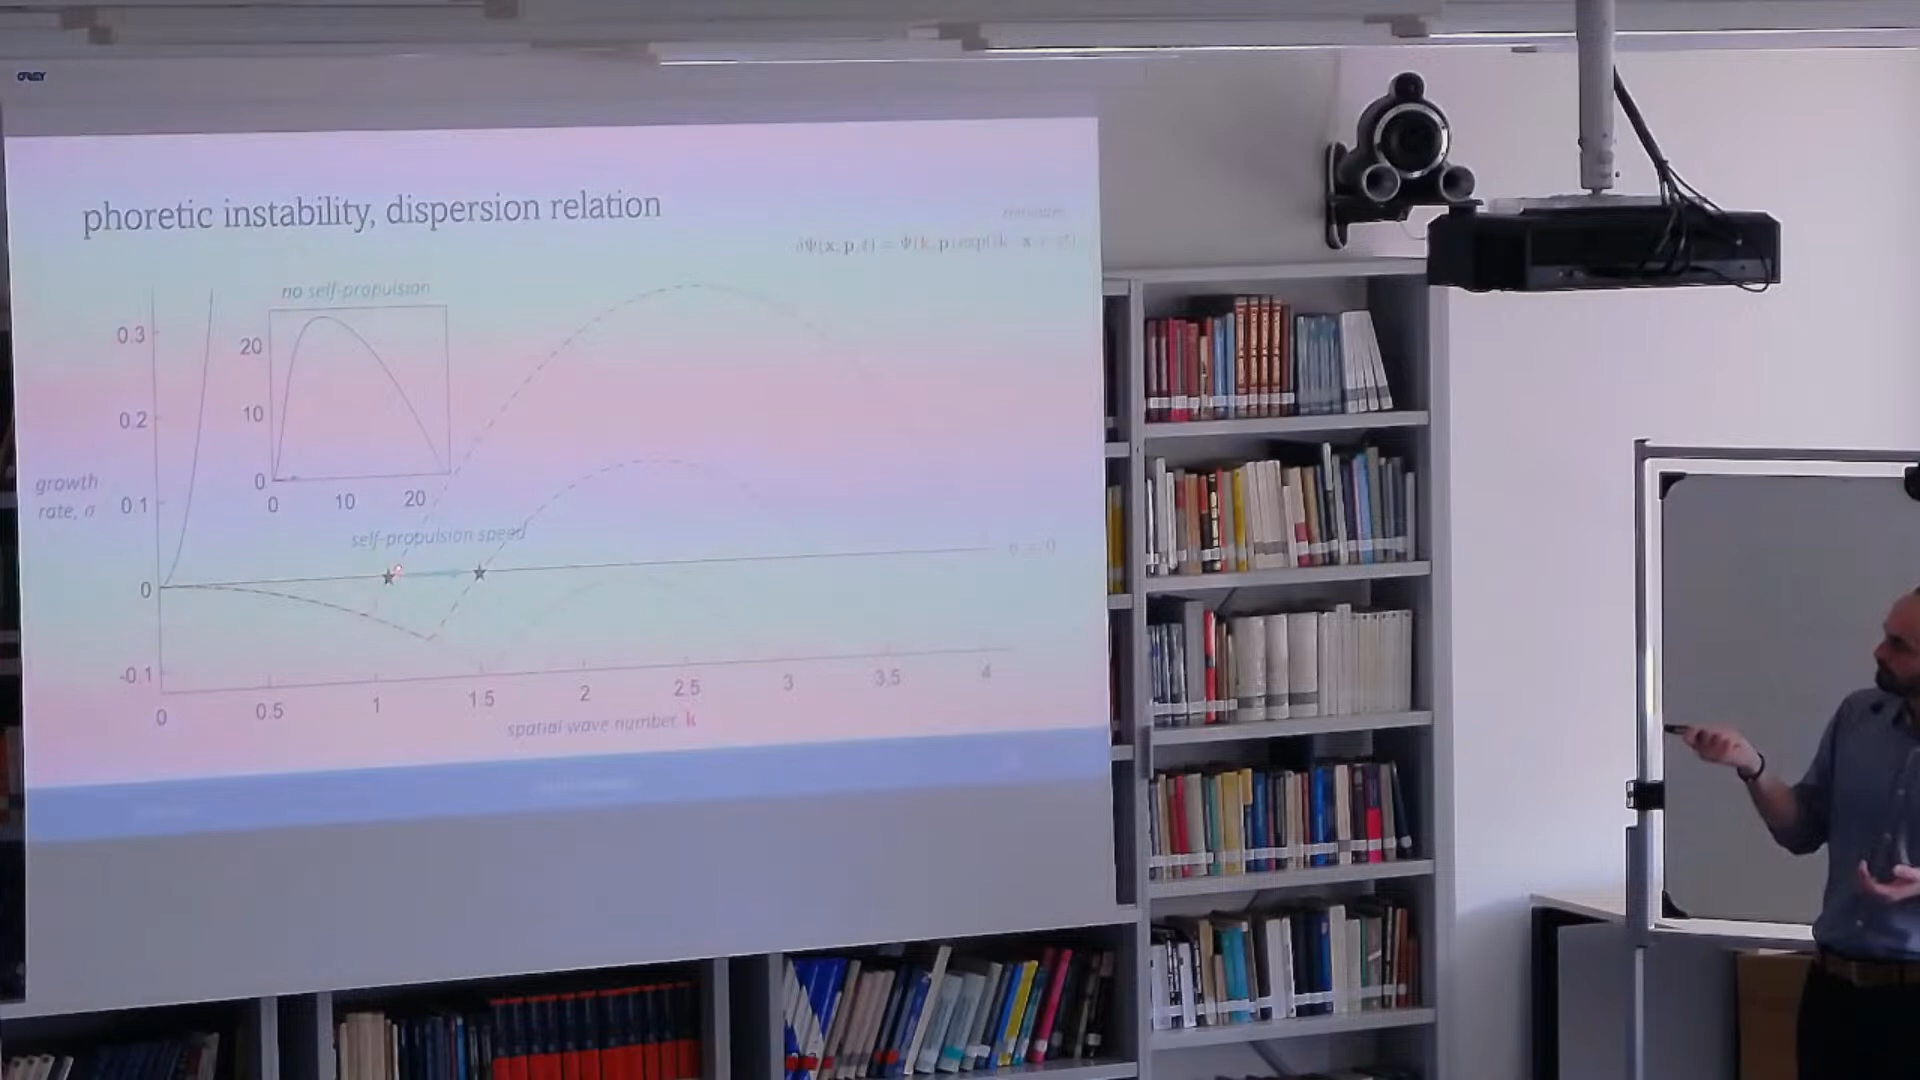 phoretic instability, dispersion relation
no self-propulsion
20
10
0
0 10 20
0.3
0.2
0.1
0
-0.1
growth
rate, σ
self-propulsion speed
0 0.5 1 1.5 2 2.5 3 3.5 4
spatial wave number, k